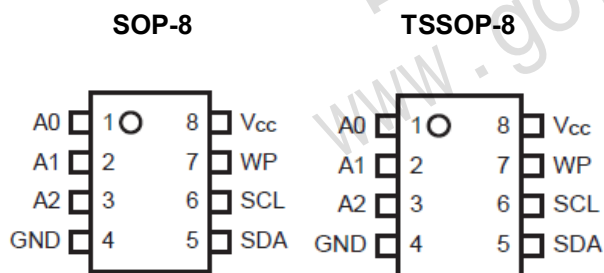 SOP-8 TSSOP-8
A0 1 8 Vcc A0 1 8 Vcc
A1 2 7 WP A1 2 7 WP
A2 3 6 SCL A2 3 6 SCL
GND 4 5 SDA GND 4 5 SDA